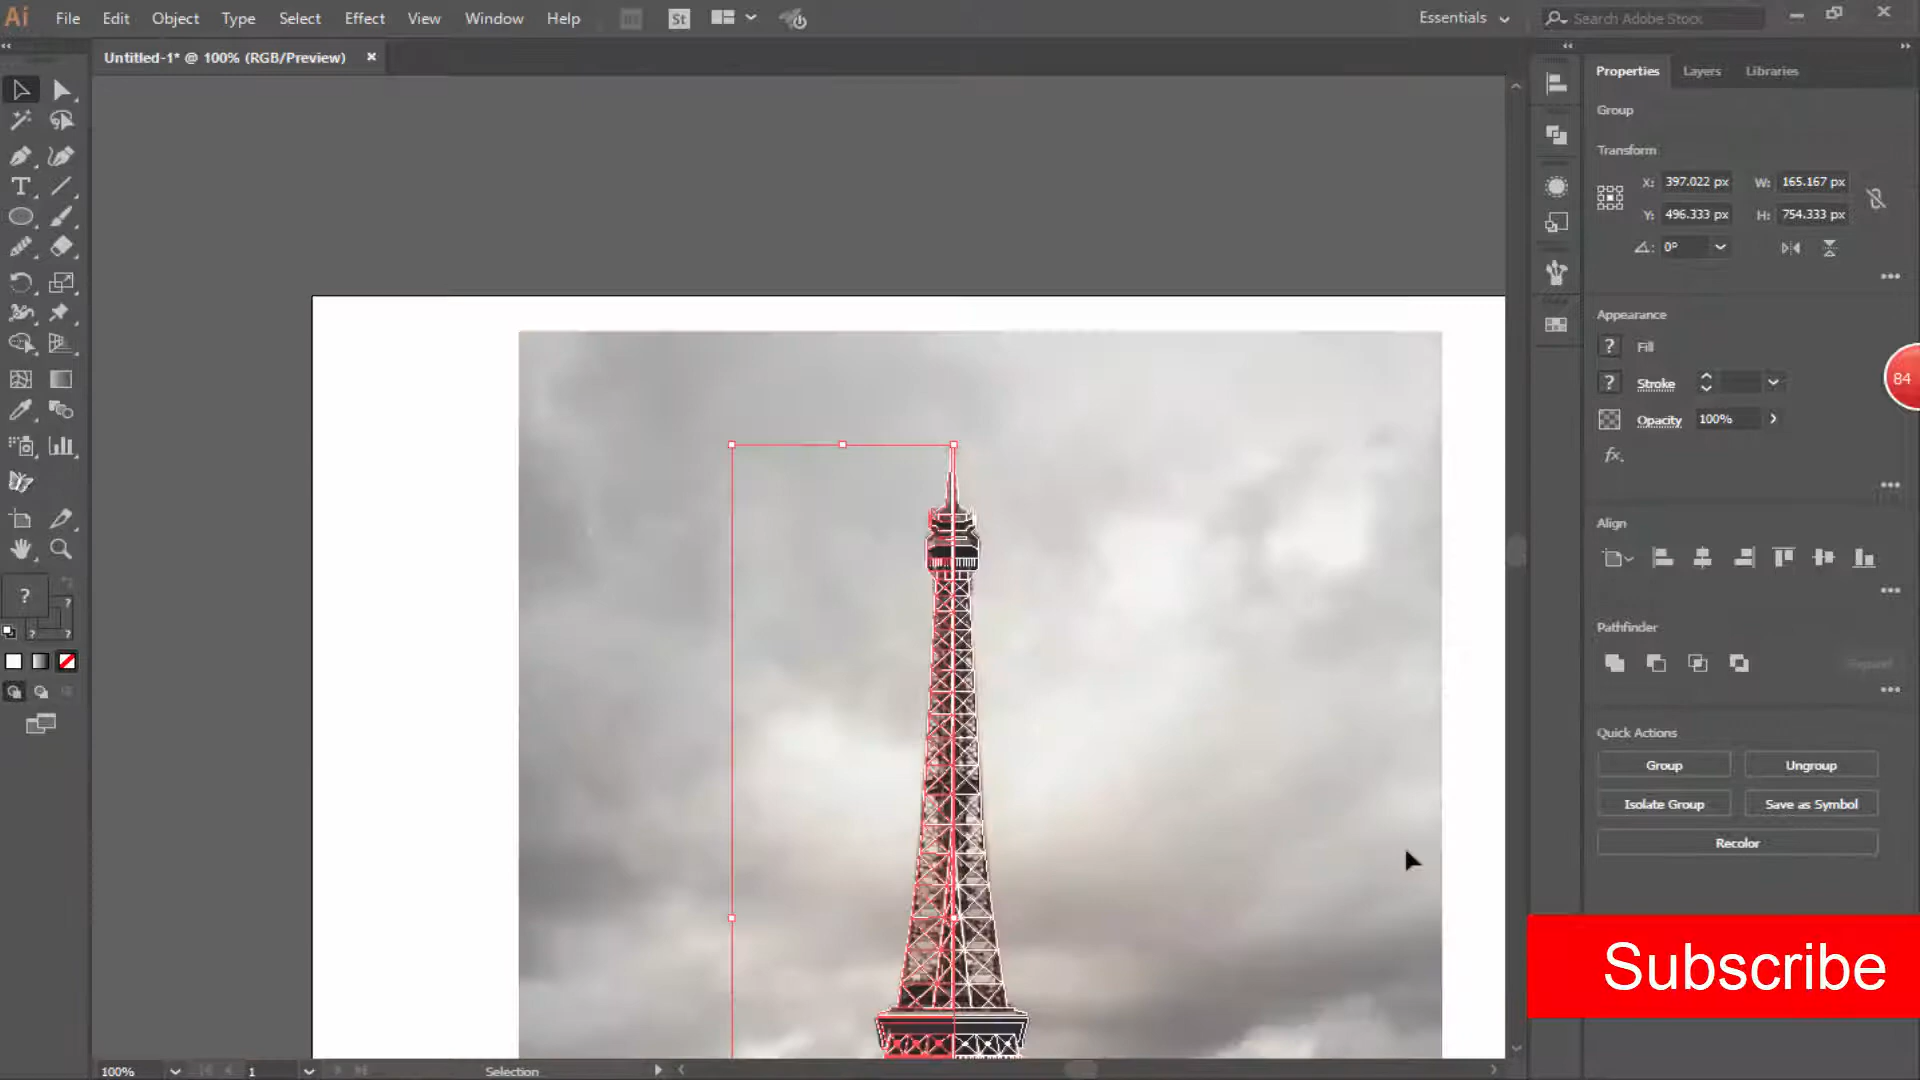 Ai File Edit Object Type Select Effect View Window Help St Essentials Search Adobe Stock
Untitled-1* @ 100% (RGB/Preview) ×
Properties Layers Libraries
Group
Transform
X: 397.022 px W: 165.167 px
Y: 496.333 px H: 754.333 px
0°
Appearance
? Fill
? Stroke
Opacity 100%
fx.
84
Align
Pathfinder
Expand
Quick Actions
Group Ungroup
Isolate Group Save as Symbol
Recolor
T
?
?
? ?
Subscribe
100% 1 Selection